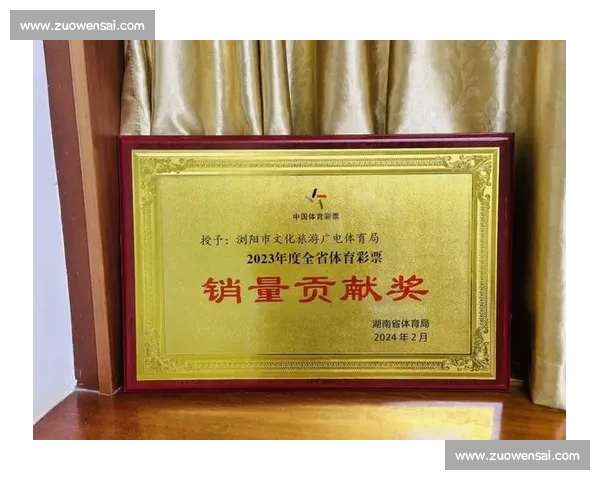 www.zuowensai.com
中国体育彩票
授予：浏阳市文化旅游广电体育局
2023年度全省体育彩票
销量贡献奖
湖南省体育局
2024年2月
www.zuowensai.com